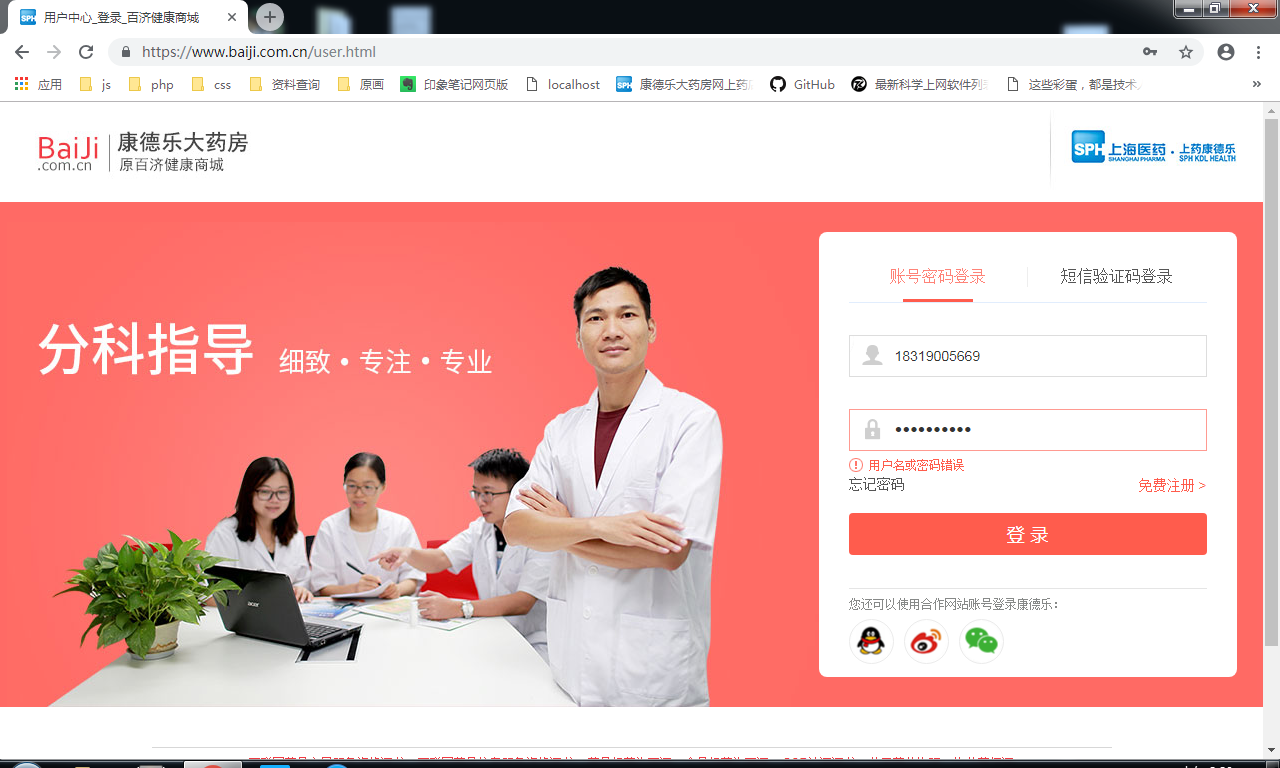 用户中心_登录_百济健康商城
https://www.baiji.com.cn/user.html
应用 js php css 资料查询 原画 印象笔记网页版 localhost 康德乐大药房网上药 GitHub 最新科学上网软件列 这些彩蛋，都是技术 »
BaiJi .com.cn
康德乐大药房
原百济健康商城
SPH 上海医药 SHANGHAI PHARMA · 上药康德乐 SPH KDL HEALTH
分科指导 细致·专注·专业
账号密码登录 短信验证码登录
18319005669
••••••••••
用户名或密码错误
忘记密码 免费注册 >
登 录
您还可以使用合作网站账号登录康德乐：
acer